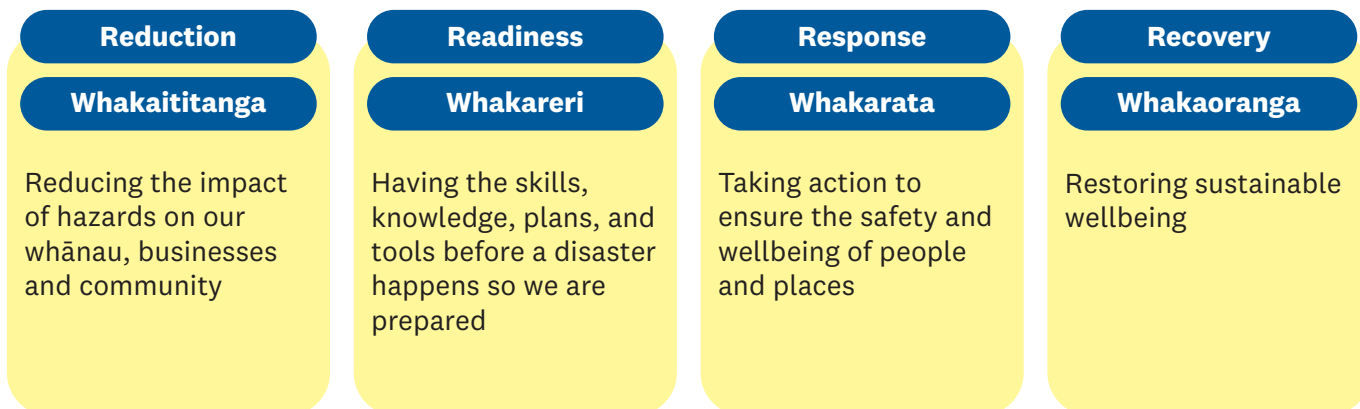 Reduction
Whakaititanga
Reducing the impact
of hazards on our
whānau, businesses
and community
Readiness
Whakareri
Having the skills,
knowledge, plans, and
tools before a disaster
happens so we are
prepared
Response
Whakarata
Taking action to
ensure the safety and
wellbeing of people
and places
Recovery
Whakaoranga
Restoring sustainable
wellbeing